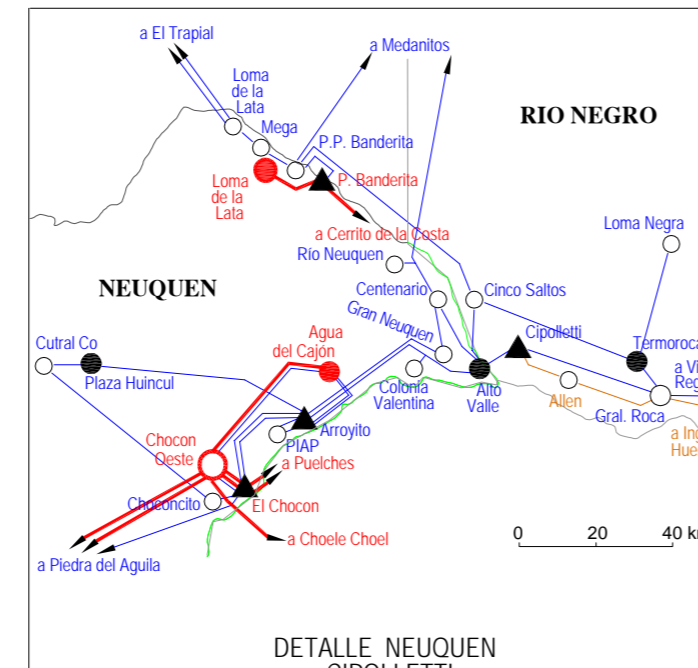 a El Trapial
a Medanitos
Loma
de la
Lata
Mega
RIO NEGRO
P.P. Banderita
Loma
de la
Lata
P. Banderita
Loma Negra
a Cerrito de la Costa
Río Neuquen
NEUQUEN
Centenario
Cinco Saltos
Gran Neuquen
Cipolletti
Cutral Co
Agua
del Cajón
Termoroca
Plaza Huincul
a Vi
Reg
Colonia
Valentina
Alto
Valle
Allen
Gral. Roca
Arroyito
PIAP
Chocon
Oeste
a Puelches
a Ing
Hue
Choconcito
El Chocon
a Choele Choel
0 20 40 km
a Piedra del Aguila
DETALLE NEUQUEN
CIPOLLETTI